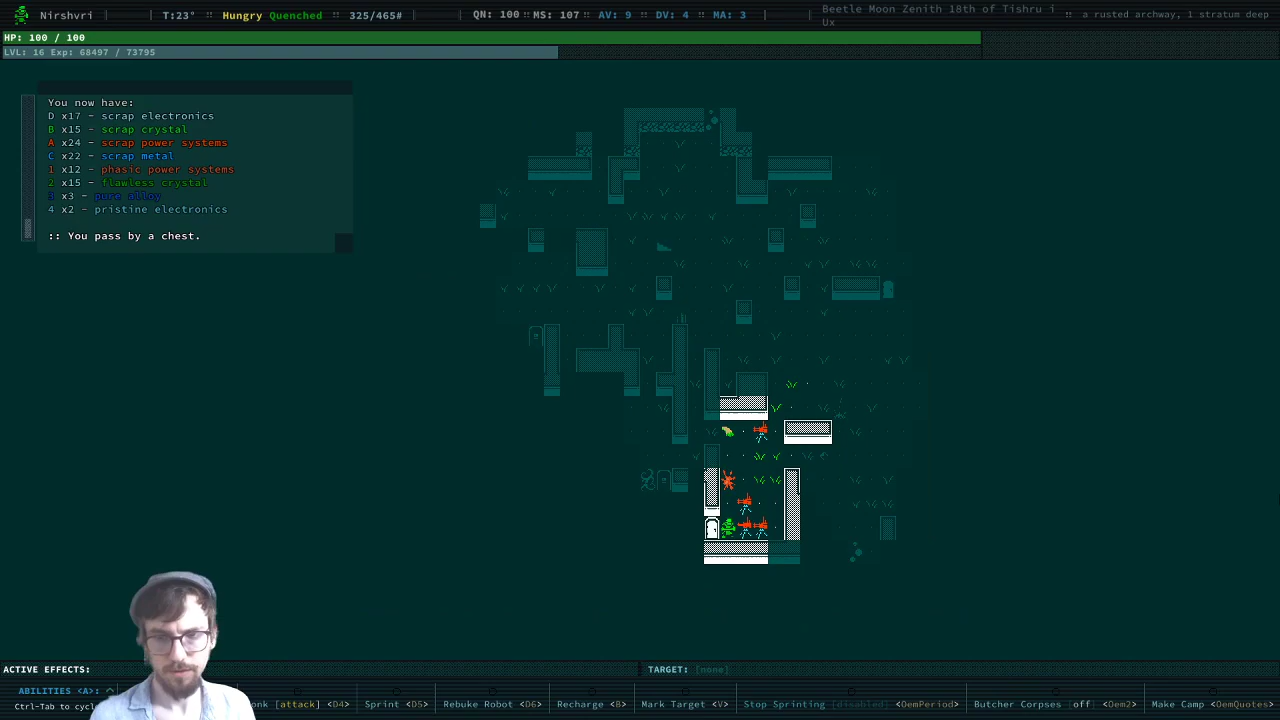 Nirshvri T:23° :: Hungry Quenched :: 325/465# QN: 100 :: MS: 107 :: AV: 9 :: DV: 4 :: MA: 3 Beetle Moon Zenith 18th of Tishru i :: a rusted archway, 1 stratum deep
Ux
HP: 100 / 100
LVL: 16 Exp: 68497 / 73795
You now have:
D x17 - scrap electronics
B x15 - scrap crystal
A x24 - scrap power systems
C x22 - scrap metal
1 x12 - phasic power systems
2 x15 - flawless crystal
3 x3 - pure alloy
4 x2 - pristine electronics
:: You pass by a chest.
ACTIVE EFFECTS: TARGET: [none]
ABILITIES <A>:
Ctrl-Tab to cycl onk [attack] <D4> Sprint <D5> Rebuke Robot <D6> Recharge <B> Mark Target <V> Stop Sprinting [disabled] <OemPeriod> Butcher Corpses [off] <Oem2> Make Camp <OemQuotes>